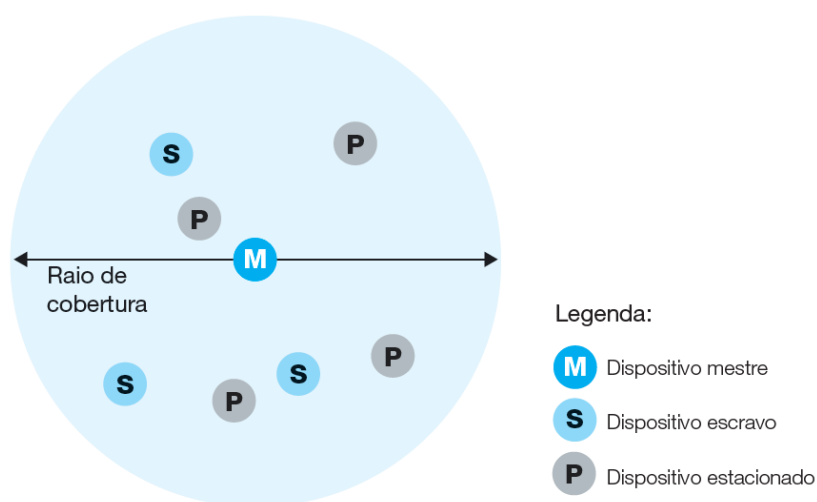 S
P
P
M
Raio de
cobertura
P
S
S
P
Legenda:
M Dispositivo mestre
S Dispositivo escravo
P Dispositivo estacionado